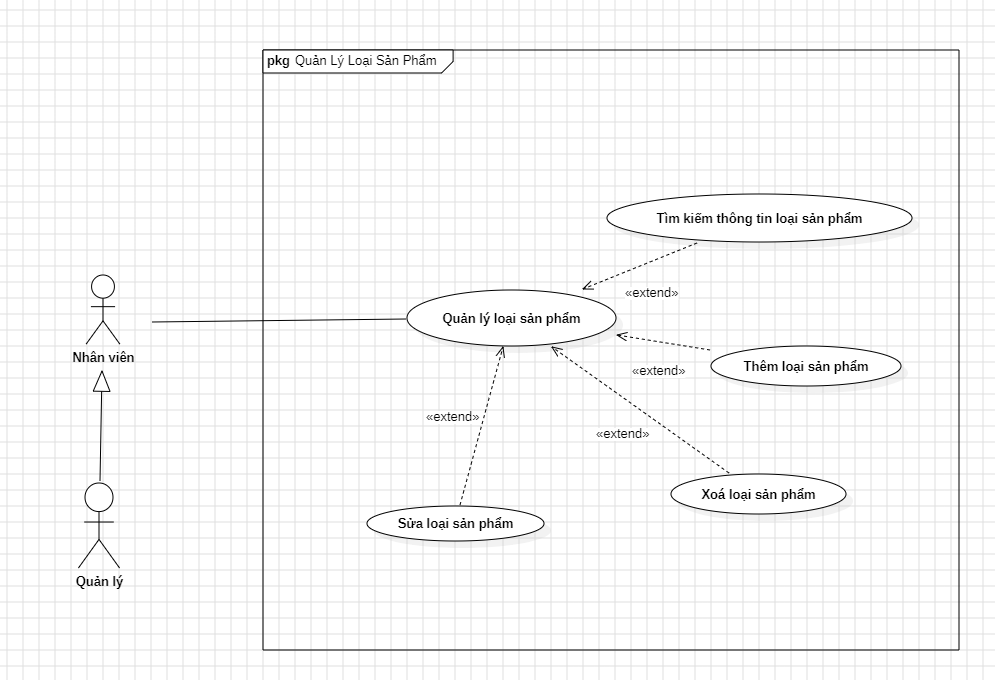 pkg Quản Lý Loại Sản Phẩm
Tìm kiếm thông tin loại sản phẩm
«extend»
Quản lý loại sản phẩm
Nhân viên
Thêm loại sản phẩm
«extend»
«extend»
«extend»
Xoá loại sản phẩm
Sửa loại sản phẩm
Quản lý